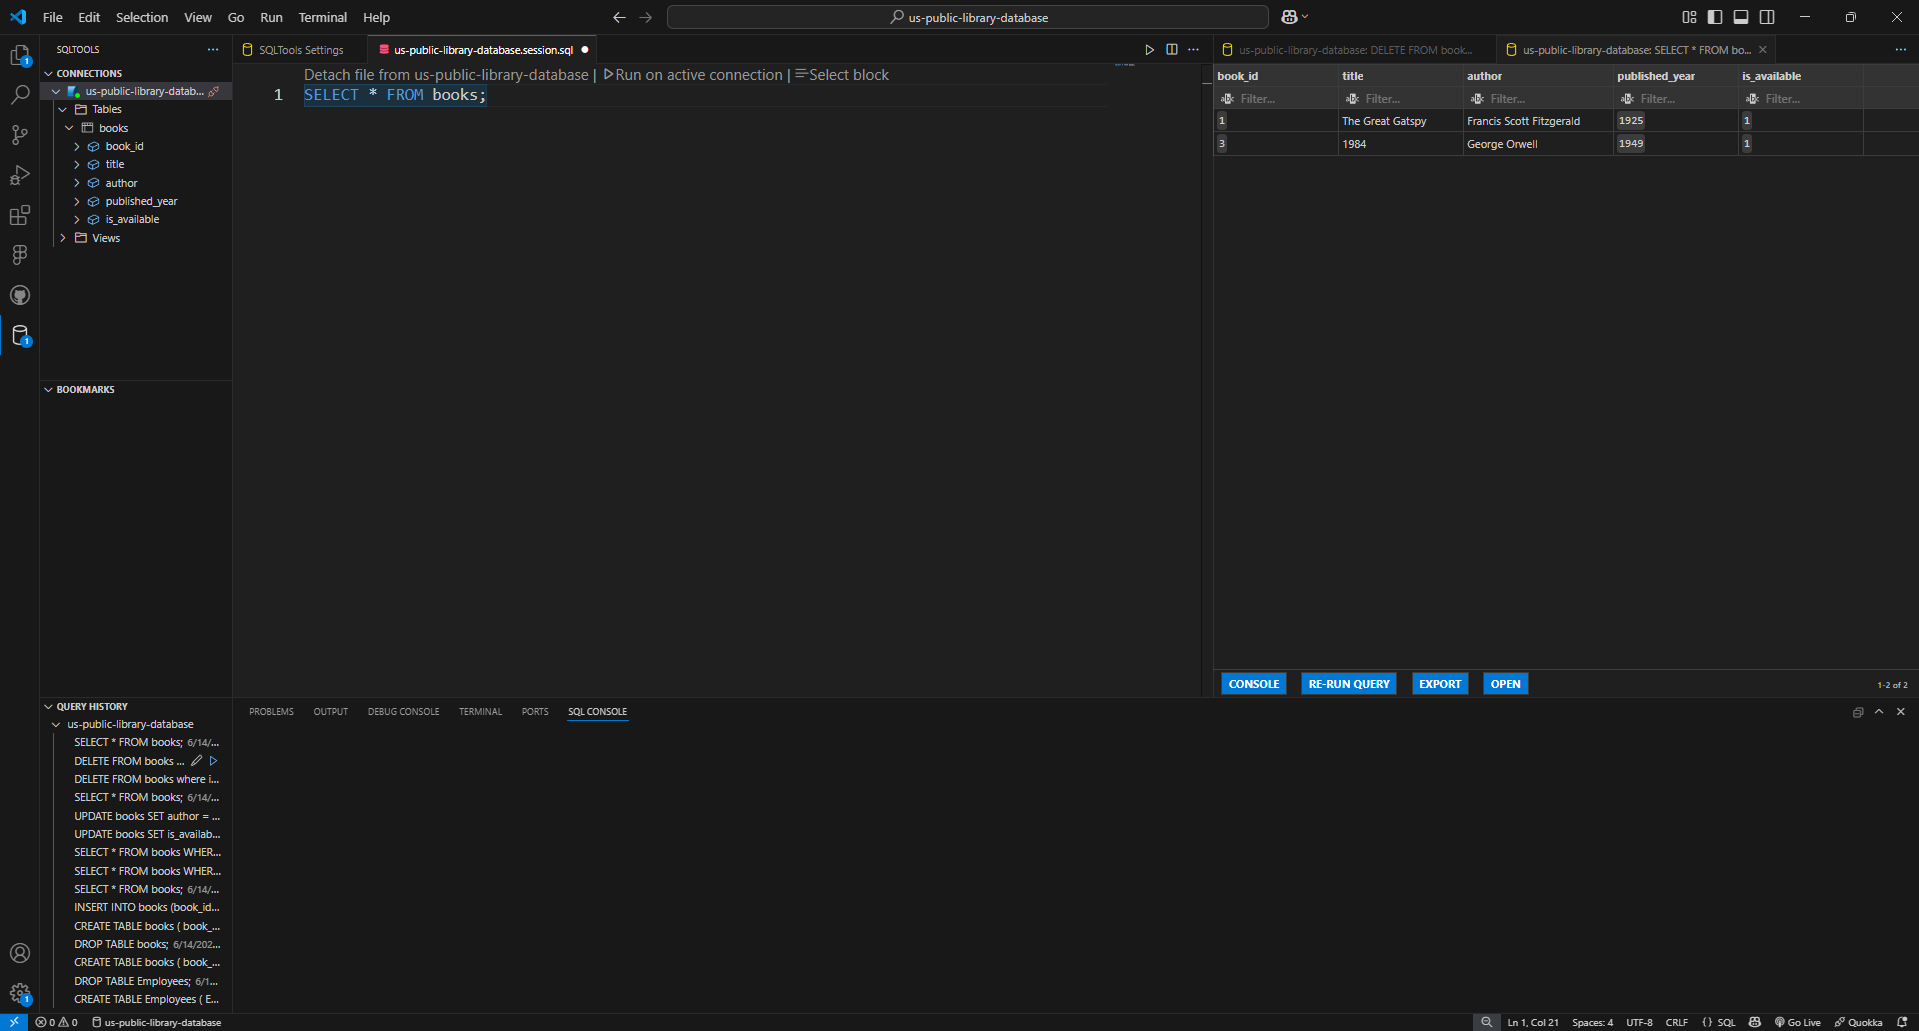 File Edit Selection View Go Run Terminal Help
us-public-library-database
SQLTOOLS
CONNECTIONS
us-public-library-datab...
Tables
books
book_id
title
author
published_year
is_available
Views
BOOKMARKS
QUERY HISTORY
us-public-library-database
SELECT * FROM books; 6/14/...
DELETE FROM books ...
DELETE FROM books where i...
SELECT * FROM books; 6/14/...
UPDATE books SET author = ...
UPDATE books SET is_availab...
SELECT * FROM books WHER...
SELECT * FROM books WHER...
SELECT * FROM books; 6/14/...
INSERT INTO books (book_id...
CREATE TABLE books ( book_...
DROP TABLE books; 6/14/202...
CREATE TABLE books ( book_...
DROP TABLE Employees; 6/1...
CREATE TABLE Employees ( E...
SQLTools Settings us-public-library-database.session.sql
Detach file from us-public-library-database | Run on active connection | Select block
1 SELECT * FROM books;
us-public-library-database: DELETE FROM book... us-public-library-database: SELECT * FROM bo...
book_id title author published_year is_available
Filter... Filter... Filter... Filter... Filter...
1 The Great Gatspy Francis Scott Fitzgerald 1925 1
3 1984 George Orwell 1949 1
CONSOLE RE-RUN QUERY EXPORT OPEN 1-2 of 2
PROBLEMS OUTPUT DEBUG CONSOLE TERMINAL PORTS SQL CONSOLE
0 0 us-public-library-database Ln 1, Col 21 Spaces: 4 UTF-8 CRLF { } SQL Go Live Quokka